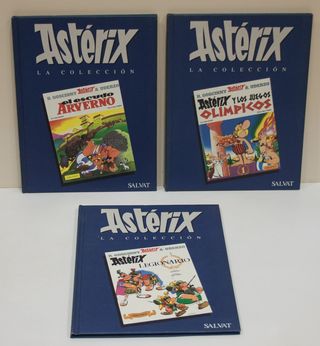 Astérix
LA COLECCIÓN
R. GOSCINNY Astérix A. UDERZO
el escudo
ARVERNO
SALVAT
Astérix
LA COLECCIÓN
R. GOSCINNY Astérix A. UDERZO
Astérix Y LOS JUEGOS
OLÍMPICOS
SALVAT
Astérix
LA COLECCIÓN
R. GOSCINNY Astérix A. UDERZO
Astérix
LEGIONARIO
SALVAT